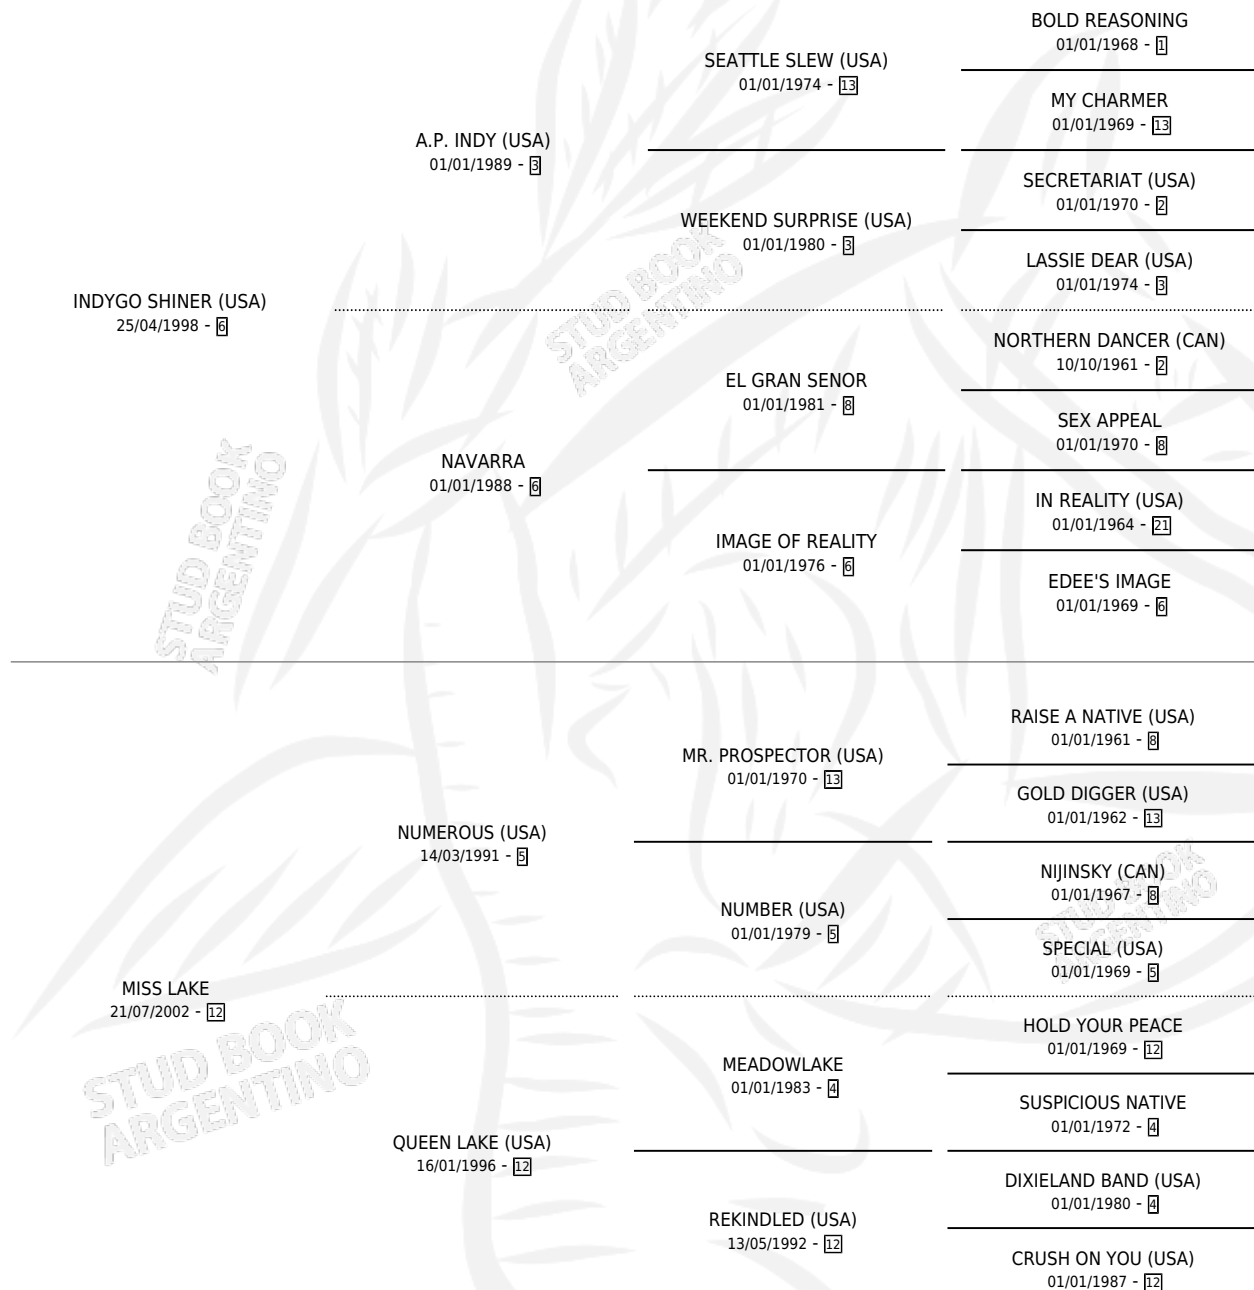 BOLD REASONING
01/01/1968 - 1
SEATTLE SLEW (USA)
01/01/1974 - 13
MY CHARMER
01/01/1969 - 13
A.P. INDY (USA)
01/01/1989 - 3
SECRETARIAT (USA)
01/01/1970 - 2
WEEKEND SURPRISE (USA)
01/01/1980 - 3
LASSIE DEAR (USA)
01/01/1974 - 3
INDYGO SHINER (USA)
25/04/1998 - 6
NORTHERN DANCER (CAN)
10/10/1961 - 2
EL GRAN SENOR
01/01/1981 - 8
SEX APPEAL
01/01/1970 - 8
NAVARRA
01/01/1988 - 6
IN REALITY (USA)
01/01/1964 - 21
IMAGE OF REALITY
01/01/1976 - 6
EDEE'S IMAGE
01/01/1969 - 6
STUD BOOK
ARGENTINO
STUD BOOK
ARGENTINO
RAISE A NATIVE (USA)
01/01/1961 - 8
MR. PROSPECTOR (USA)
01/01/1970 - 13
GOLD DIGGER (USA)
01/01/1962 - 13
NUMEROUS (USA)
14/03/1991 - 5
NIJINSKY (CAN)
01/01/1967 - 8
NUMBER (USA)
01/01/1979 - 5
SPECIAL (USA)
01/01/1969 - 5
STUD BOOK
ARGENTINO
MISS LAKE
21/07/2002 - 12
HOLD YOUR PEACE
01/01/1969 - 12
MEADOWLAKE
01/01/1983 - 4
SUSPICIOUS NATIVE
01/01/1972 - 4
QUEEN LAKE (USA)
16/01/1996 - 12
DIXIELAND BAND (USA)
01/01/1980 - 4
REKINDLED (USA)
13/05/1992 - 12
CRUSH ON YOU (USA)
01/01/1987 - 12
STUD BOOK
ARGENTINO